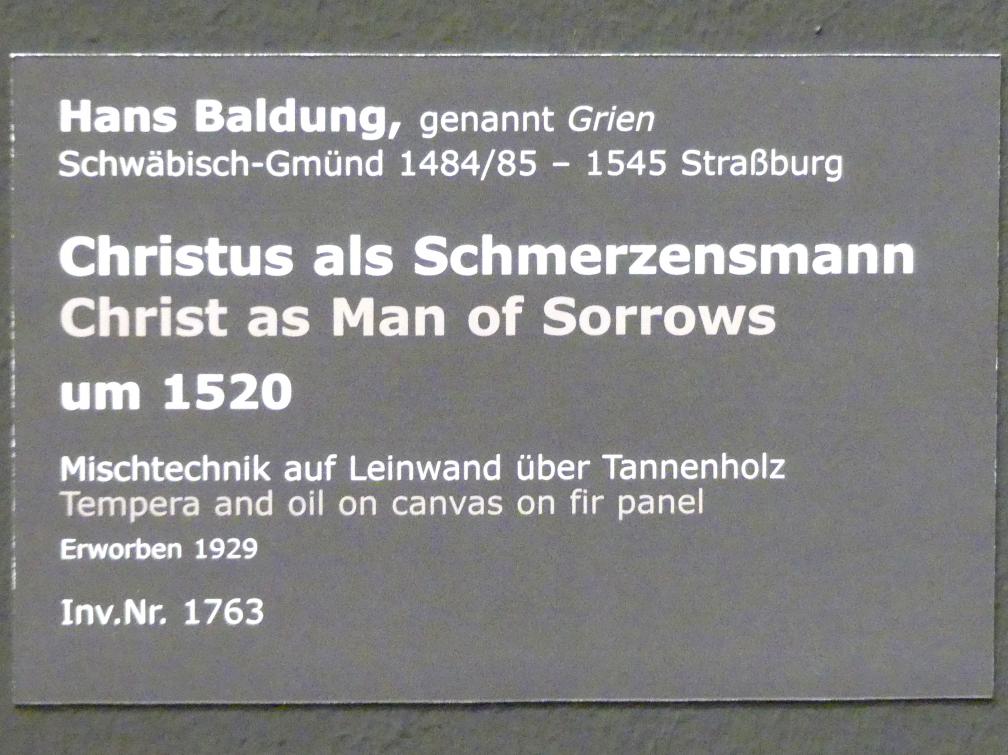 Hans Baldung, genannt Grien
Schwäbisch-Gmünd 1484/85 – 1545 Straßburg
Christus als Schmerzensmann
Christ as Man of Sorrows
um 1520
Mischtechnik auf Leinwand über Tannenholz
Tempera and oil on canvas on fir panel
Erworben 1929
Inv.Nr. 1763